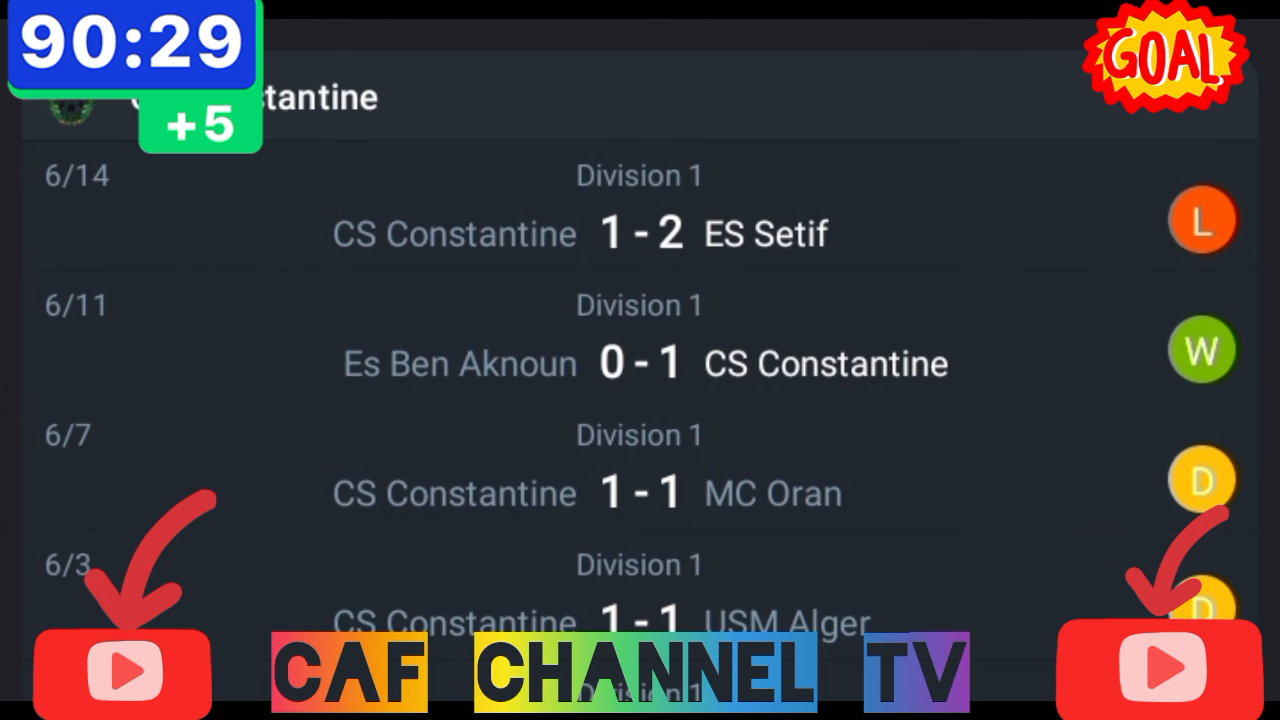 90:29
+5
GOAL
stantine
6/14
Division 1
CS Constantine 1 - 2 ES Setif
L
6/11
Division 1
Es Ben Aknoun 0 - 1 CS Constantine
W
6/7
Division 1
CS Constantine 1 - 1 MC Oran
D
6/3
Division 1
CS Constantine 1 - 1 USM Alger
D
CAF CHANNEL TV
Division 1